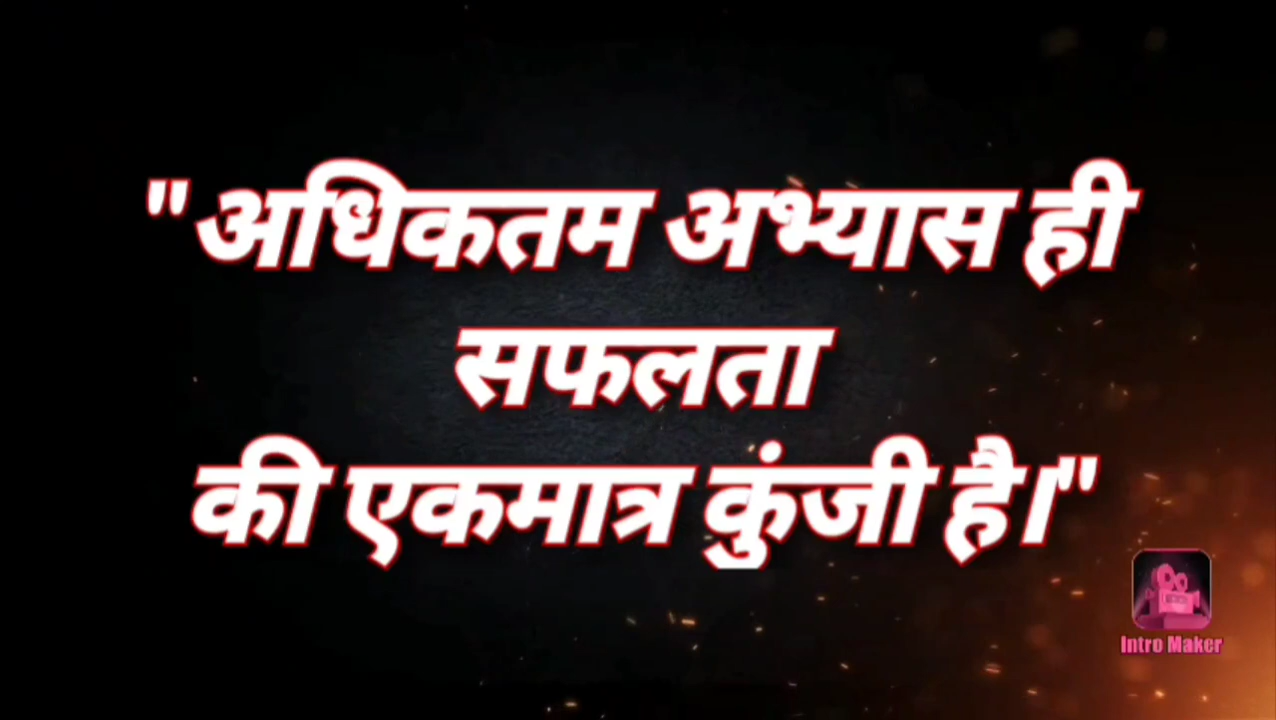 "अधिकतम अभ्यास ही
सफलता
की एकमात्र कुंजी है।"
Intro Maker